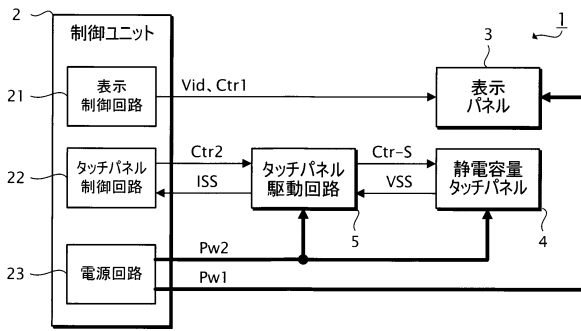 2
制御ユニット
1
3
21
表示
制御回路
Vid、Ctr1
表示
パネル
22
タッチパネル
制御回路
Ctr2
ISS
タッチパネル
駆動回路
Ctr-S
VSS
静電容量
タッチパネル
5
4
23
電源回路
Pw2
Pw1